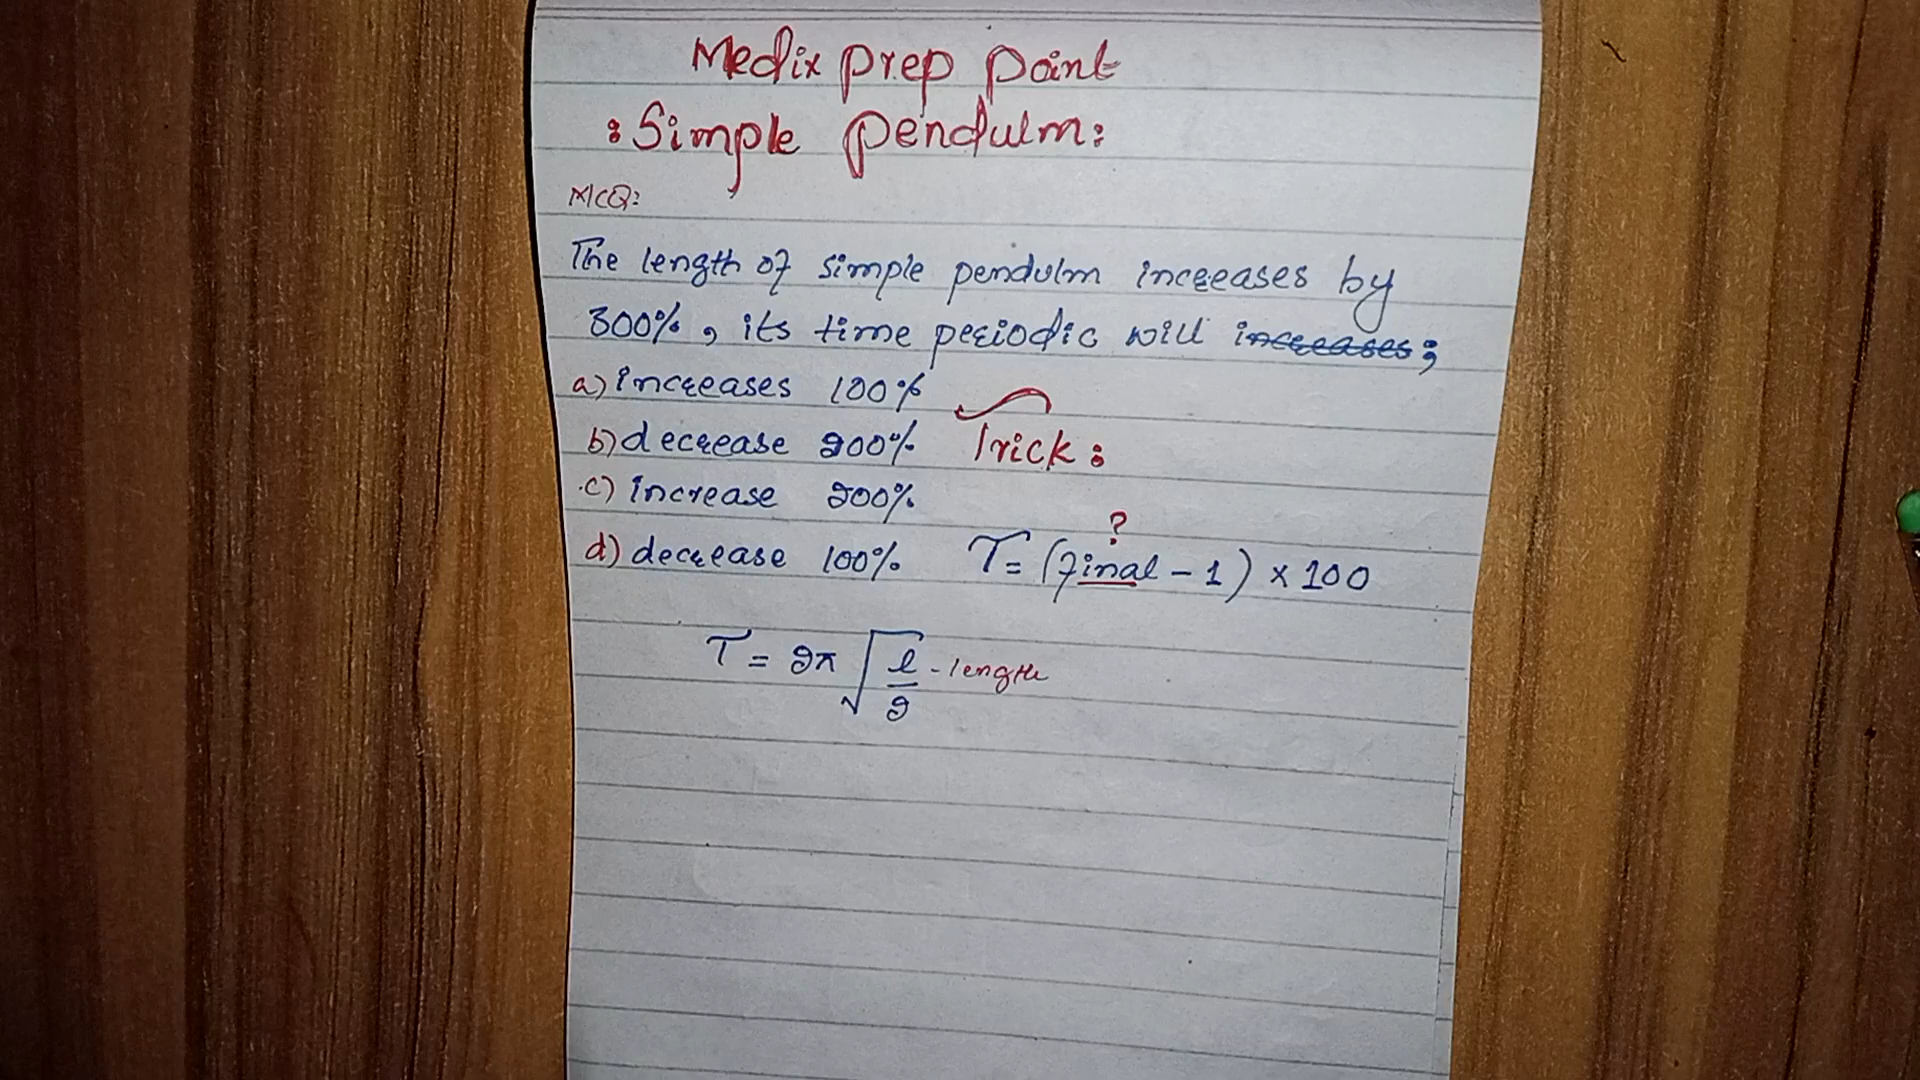 Medix Prep Point
:Simple Pendulm:
MCQ:
The length of simple pendulm increases by
300%, its time periodic will increases;
a) increases 100%
b) decrease 200% Trick:
c) increase 200%
?
d) decrease 100% T = (final - 1) × 100
T = 2π √l/g - length